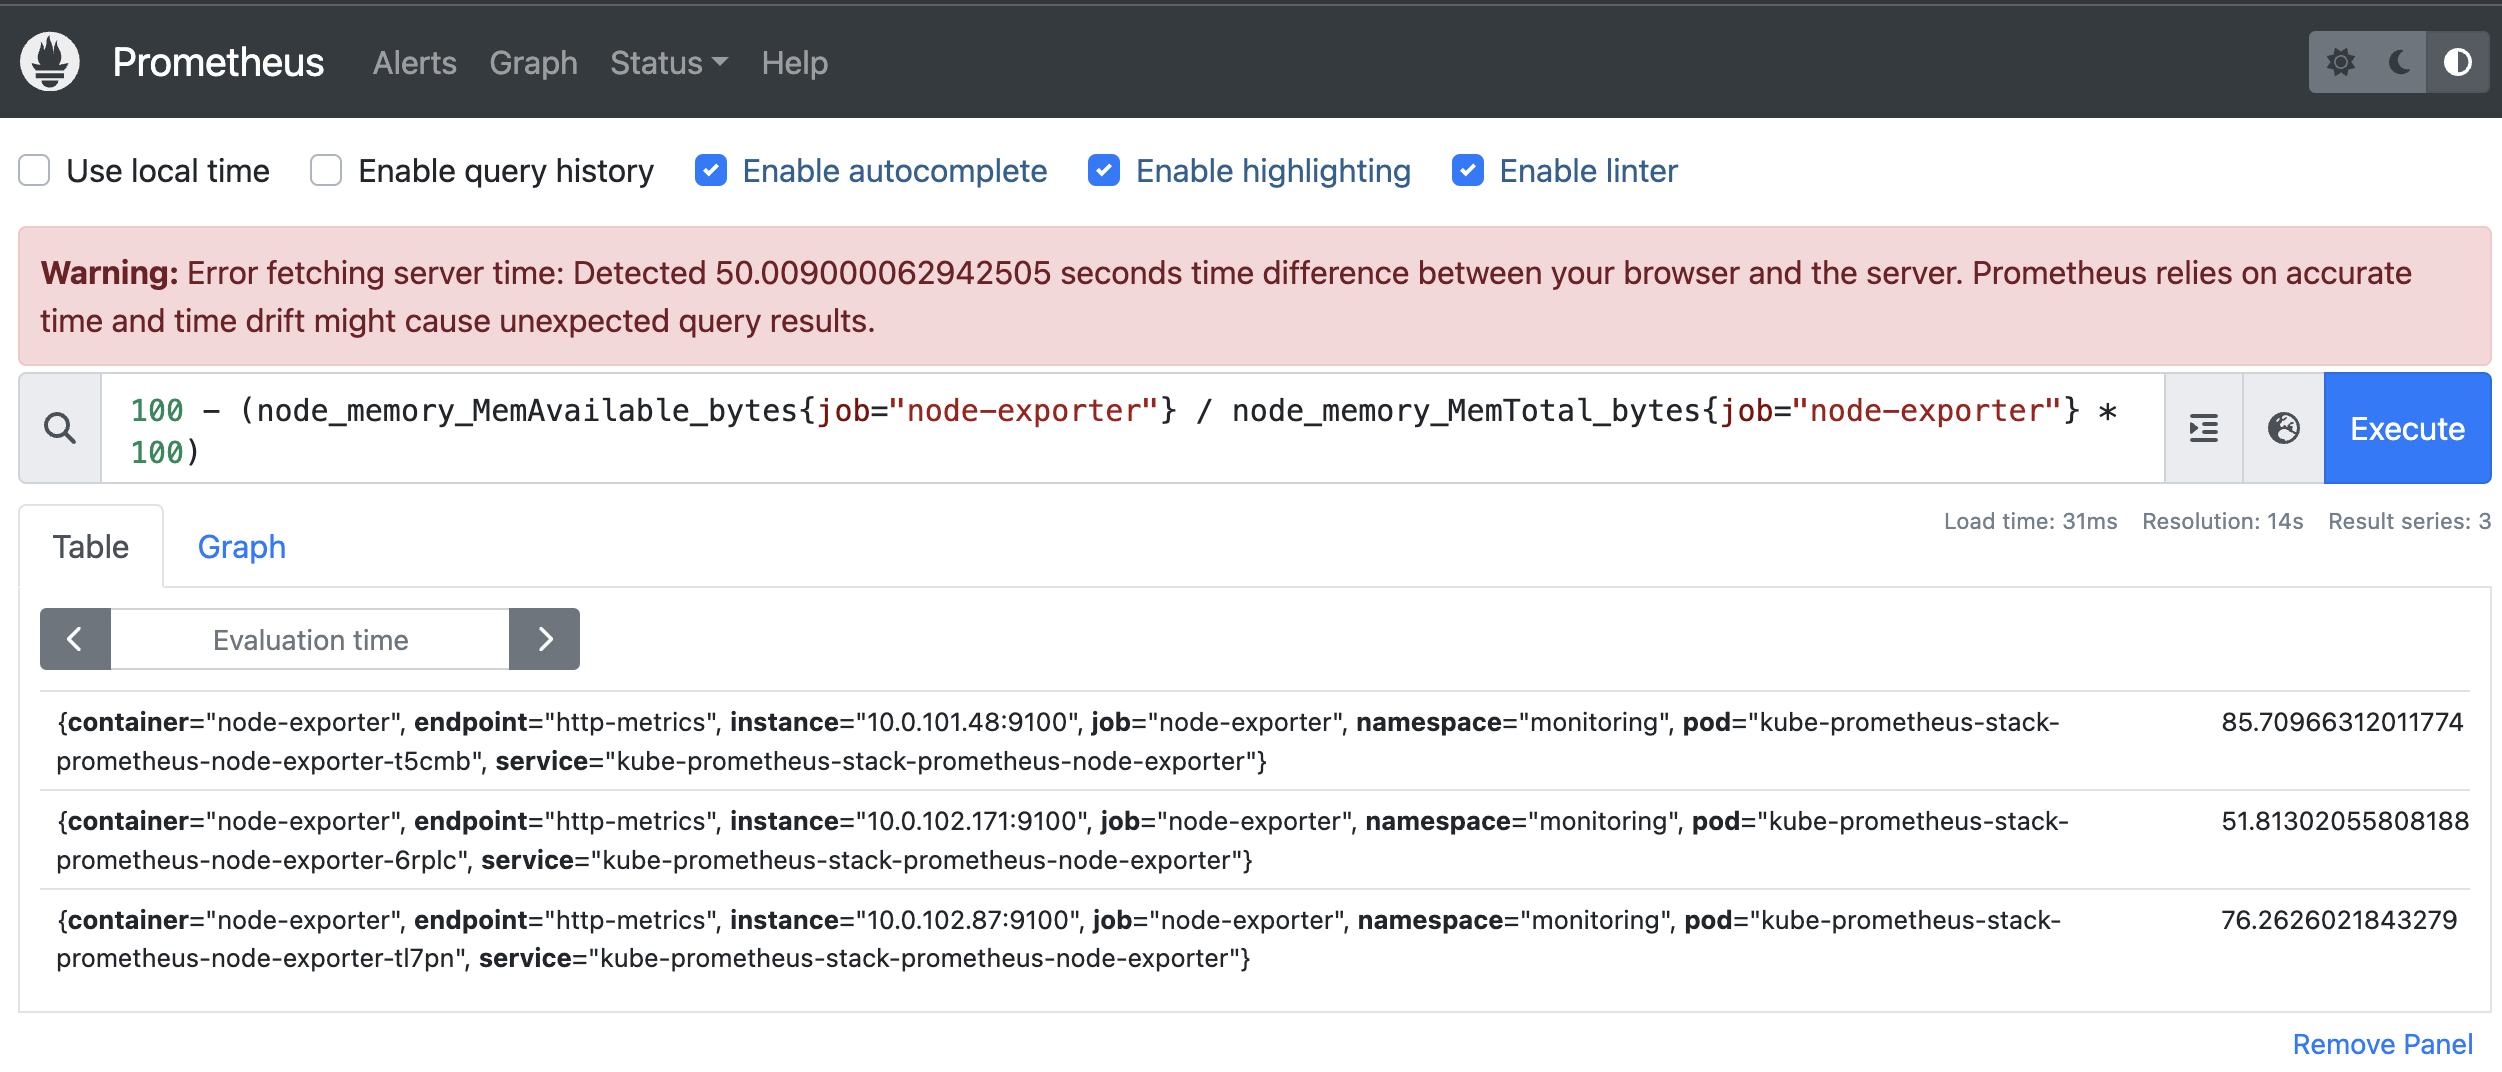 Prometheus Alerts Graph Status Help
Use local time Enable query history Enable autocomplete Enable highlighting Enable linter
Warning: Error fetching server time: Detected 50.009000062942505 seconds time difference between your browser and the server. Prometheus relies on accurate
time and time drift might cause unexpected query results.
100 - (node_memory_MemAvailable_bytes{job="node-exporter"} / node_memory_MemTotal_bytes{job="node-exporter"} *
100)
Execute
Table Graph
Load time: 31ms Resolution: 14s Result series: 3
Evaluation time
{container="node-exporter", endpoint="http-metrics", instance="10.0.101.48:9100", job="node-exporter", namespace="monitoring", pod="kube-prometheus-stack-
prometheus-node-exporter-t5cmb", service="kube-prometheus-stack-prometheus-node-exporter"}
85.70966312011774
{container="node-exporter", endpoint="http-metrics", instance="10.0.102.171:9100", job="node-exporter", namespace="monitoring", pod="kube-prometheus-stack-
prometheus-node-exporter-6rplc", service="kube-prometheus-stack-prometheus-node-exporter"}
51.81302055808188
{container="node-exporter", endpoint="http-metrics", instance="10.0.102.87:9100", job="node-exporter", namespace="monitoring", pod="kube-prometheus-stack-
prometheus-node-exporter-tl7pn", service="kube-prometheus-stack-prometheus-node-exporter"}
76.2626021843279
Remove Panel